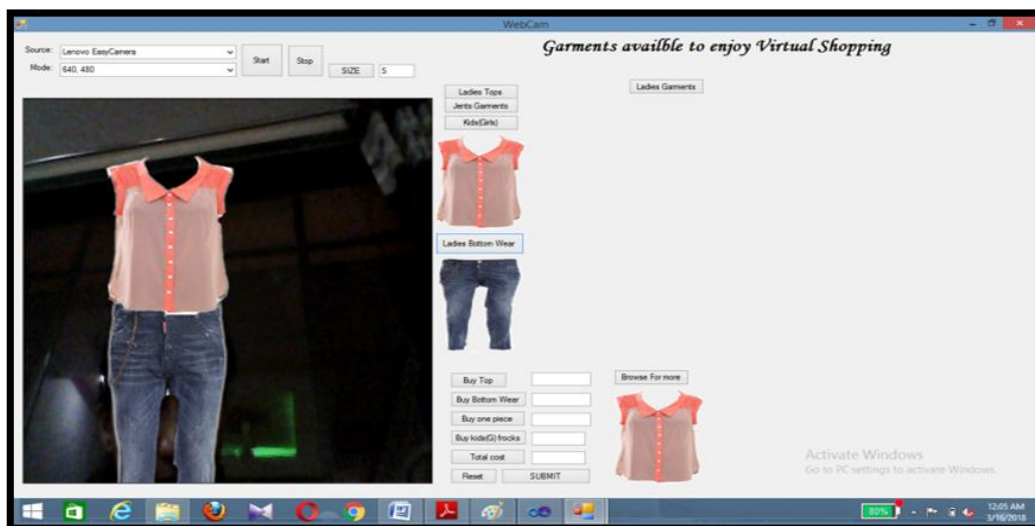 WebCam
Garments availble to enjoy Virtual Shopping
Source: Lenovo EasyCamera
Mode: 640, 480
Start
Stop
SIZE S
Ladies Tops
Jents Garments
Kids(Girls)
Ladies Garments
Ladies Bottom Wear
Buy Top
Buy Bottom Wear
Buy one piece
Buy kids(G) frocks
Total cost
Reset SUBMIT
Browse For more
Activate Windows
Go to PC settings to activate Windows.
80%
12:05 AM
3/16/2018